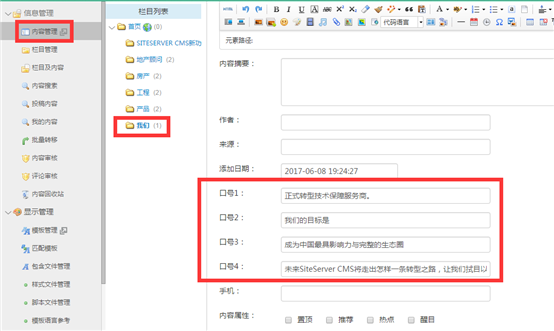 信息管理
内容管理
栏目管理
栏目及内容
内容搜索
投稿内容
我的内容
批量转移
内容审核
评论审核
内容回收站
显示管理
模板管理
匹配模板
包含文件管理
样式文件管理
脚本文件管理
模板语言参考
栏目列表
首页 (0)
SITESERVER CMS新功
地产顾问 (2)
房产 (2)
工程 (2)
产品 (2)
我们 (1)
HTML
B I U A ABC X² X₂
代码语言
元素路径:
内容摘要：
作者：
来源：
添加日期： 2017-06-08 19:24:27
口号1： 正式转型技术保障服务商。
口号2： 我们的目标是
口号3： 成为中国最具影响力与完整的生态圈
口号4： 未来SiteServer CMS将走出怎样一条转型之路，让我们拭目以
手机：
内容属性： 置顶 推荐 热点 醒目